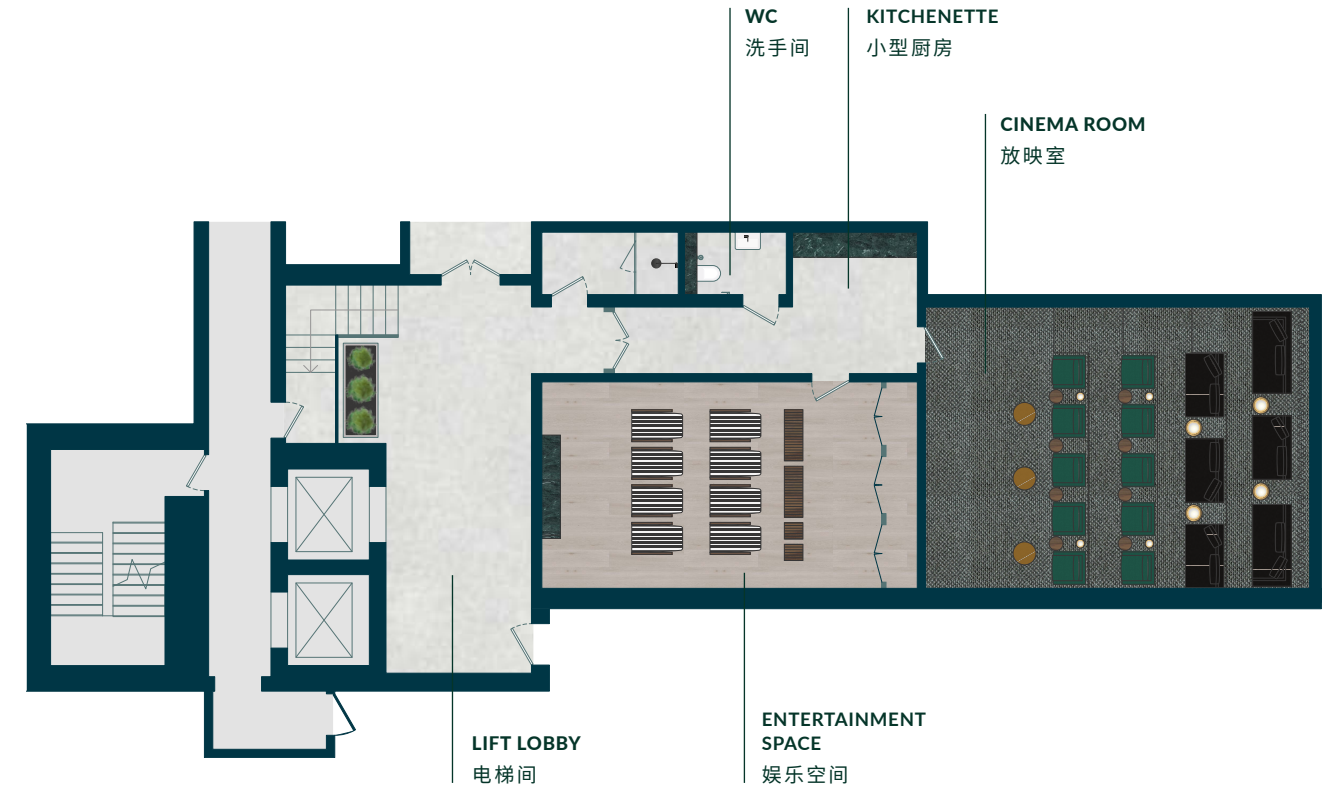 WC
洗手间
KITCHENETTE
小型厨房
CINEMA ROOM
放映室
LIFT LOBBY
电梯间
ENTERTAINMENT
SPACE
娱乐空间